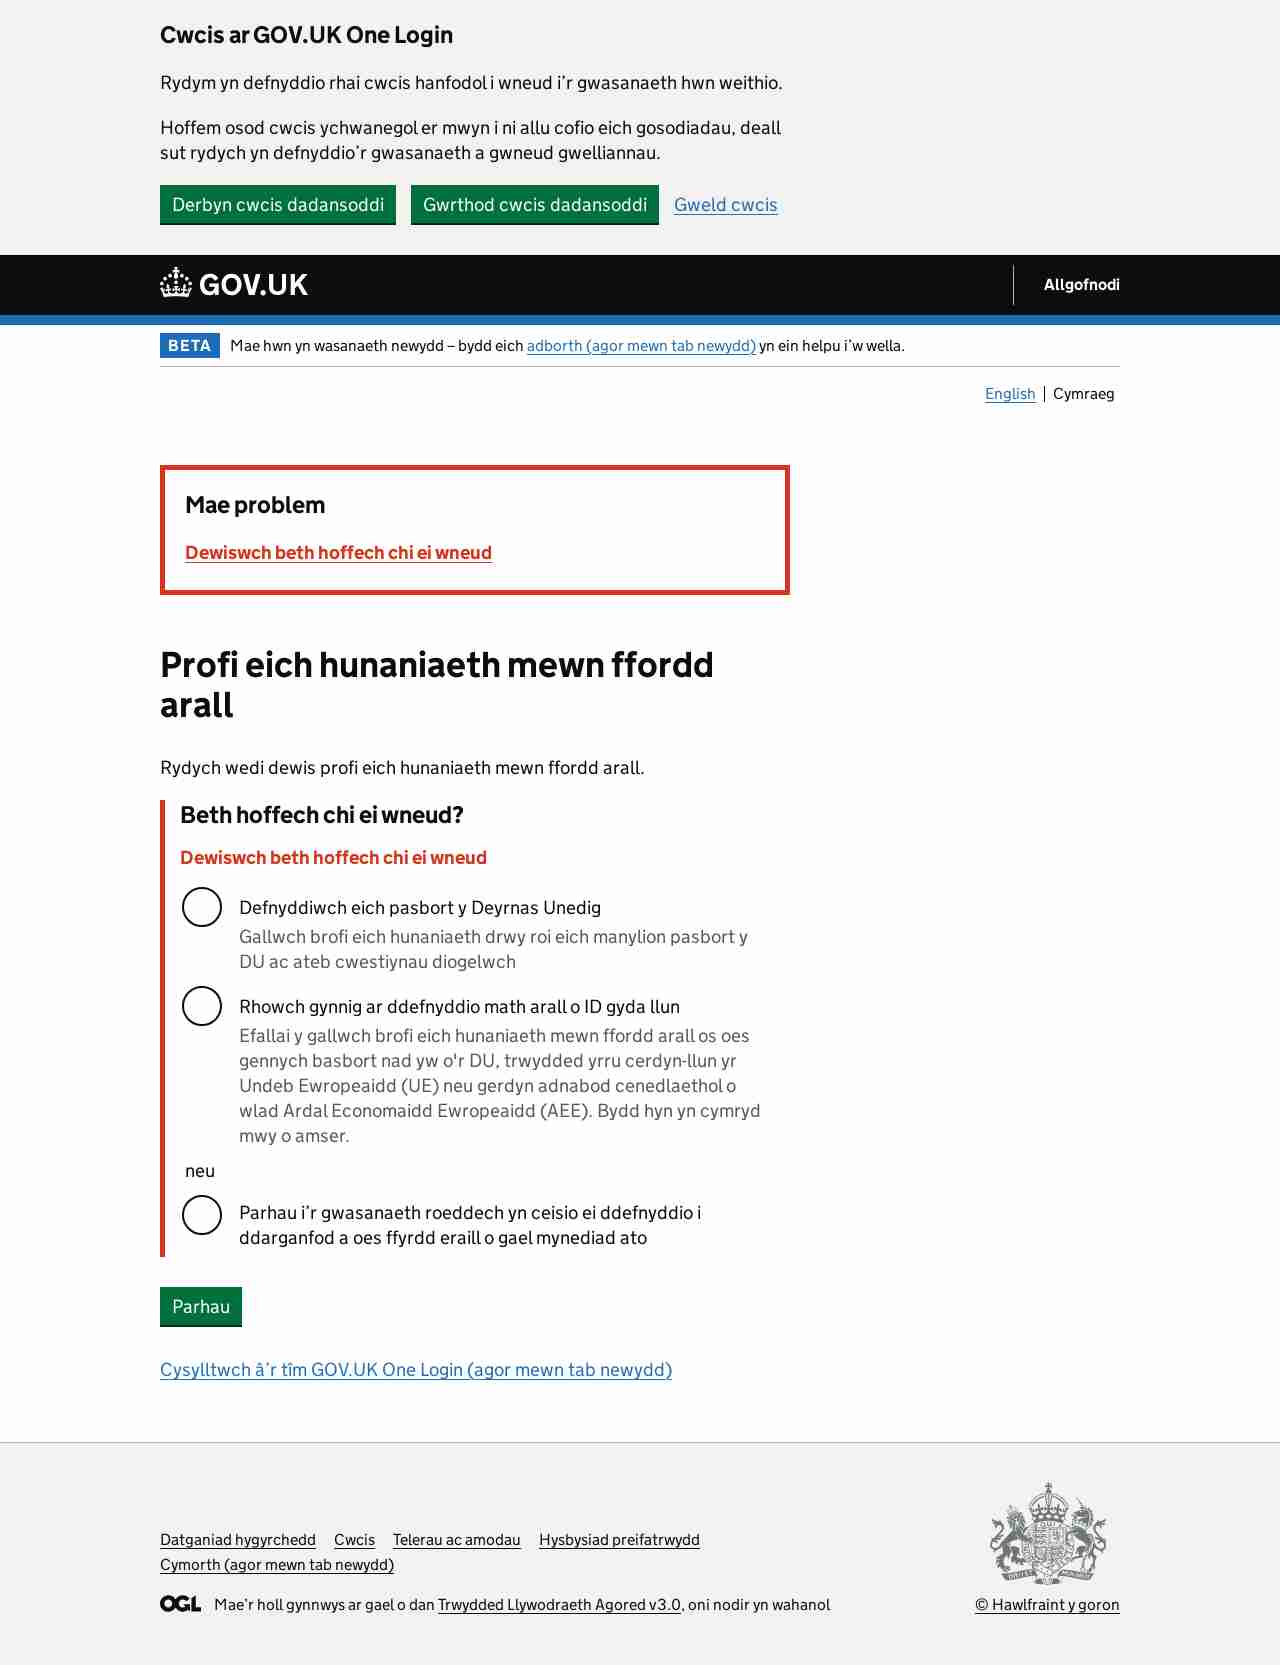 Cwcis ar GOV.UK One Login
Rydym yn defnyddio rhai cwcis hanfodol i wneud i’r gwasanaeth hwn weithio.
Hoffem osod cwcis ychwanegol er mwyn i ni allu cofio eich gosodiadau, deall
sut rydych yn defnyddio’r gwasanaeth a gwneud gwelliannau.
Derbyn cwcis dadansoddi Gwrthod cwcis dadansoddi Gweld cwcis
GOV.UK Allgofnodi
BETA Mae hwn yn wasanaeth newydd – bydd eich adborth (agor mewn tab newydd) yn ein helpu i’w wella.
English Cymraeg
Mae problem
Dewiswch beth hoffech chi ei wneud
Profi eich hunaniaeth mewn ffordd
arall
Rydych wedi dewis profi eich hunaniaeth mewn ffordd arall.
Beth hoffech chi ei wneud?
Dewiswch beth hoffech chi ei wneud
Defnyddiwch eich pasbort y Deyrnas Unedig
Gallwch brofi eich hunaniaeth drwy roi eich manylion pasbort y
DU ac ateb cwestiynau diogelwch
Rhowch gynnig ar ddefnyddio math arall o ID gyda llun
Efallai y gallwch brofi eich hunaniaeth mewn ffordd arall os oes
gennych basbort nad yw o'r DU, trwydded yrru cerdyn-llun yr
Undeb Ewropeaidd (UE) neu gerdyn adnabod cenedlaethol o
wlad Ardal Economaidd Ewropeaidd (AEE). Bydd hyn yn cymryd
mwy o amser.
neu
Parhau i’r gwasanaeth roeddech yn ceisio ei ddefnyddio i
ddarganfod a oes ffyrdd eraill o gael mynediad ato
Parhau
Cysylltwch â’r tîm GOV.UK One Login (agor mewn tab newydd)
Datganiad hygyrchedd Cwcis Telerau ac amodau Hysbysiad preifatrwydd
Cymorth (agor mewn tab newydd)
OGL Mae’r holl gynnwys ar gael o dan Trwydded Llywodraeth Agored v3.0, oni nodir yn wahanol
© Hawlfraint y goron